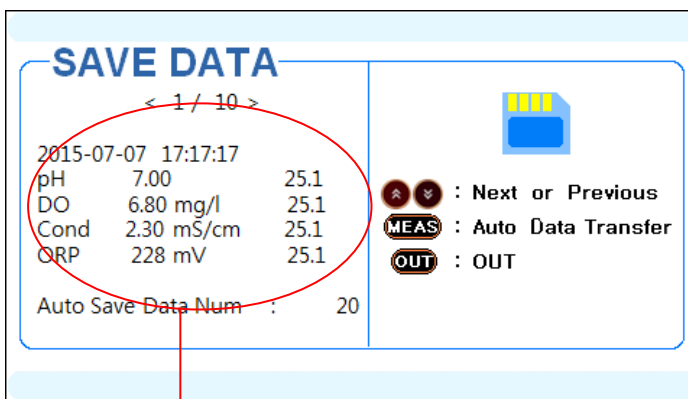 SAVE DATA
< 1 / 10 >
2015-07-07 17:17:17
pH 7.00 25.1
DO 6.80 mg/l 25.1
Cond 2.30 mS/cm 25.1
ORP 228 mV 25.1
Auto Save Data Num : 20
: Next or Previous
MEAS : Auto Data Transfer
OUT : OUT